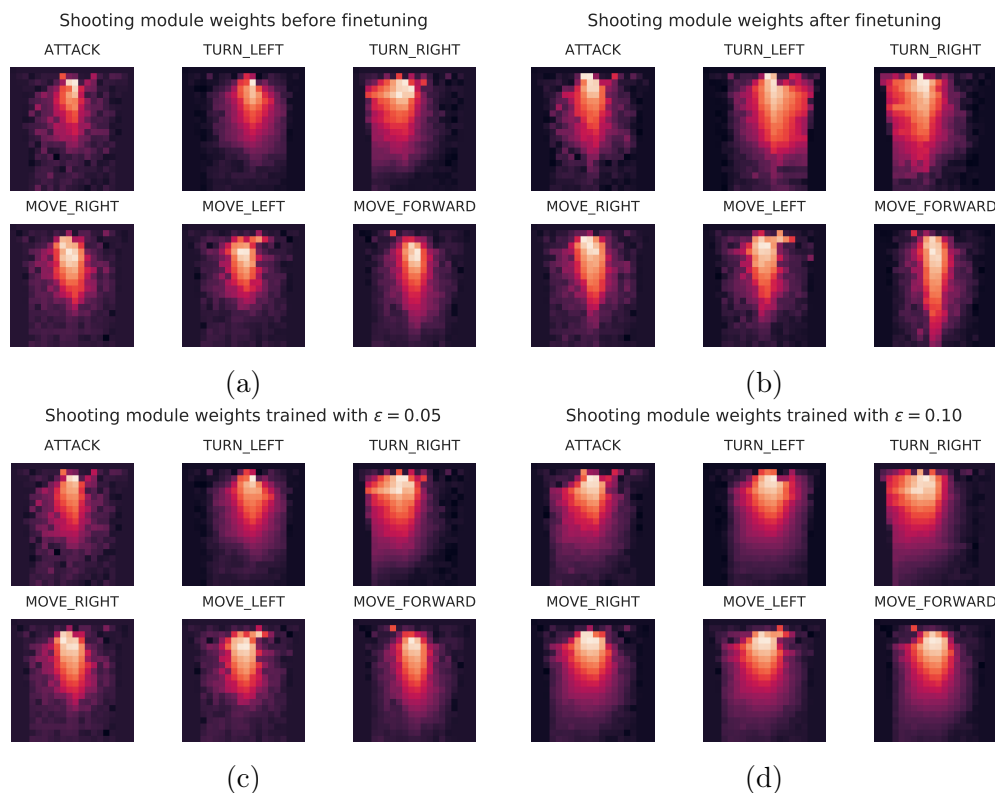 Shooting module weights before finetuning
ATTACK TURN_LEFT TURN_RIGHT
MOVE_RIGHT MOVE_LEFT MOVE_FORWARD
(a)
Shooting module weights after finetuning
ATTACK TURN_LEFT TURN_RIGHT
MOVE_RIGHT MOVE_LEFT MOVE_FORWARD
(b)
Shooting module weights trained with ε = 0.05
ATTACK TURN_LEFT TURN_RIGHT
MOVE_RIGHT MOVE_LEFT MOVE_FORWARD
(c)
Shooting module weights trained with ε = 0.10
ATTACK TURN_LEFT TURN_RIGHT
MOVE_RIGHT MOVE_LEFT MOVE_FORWARD
(d)